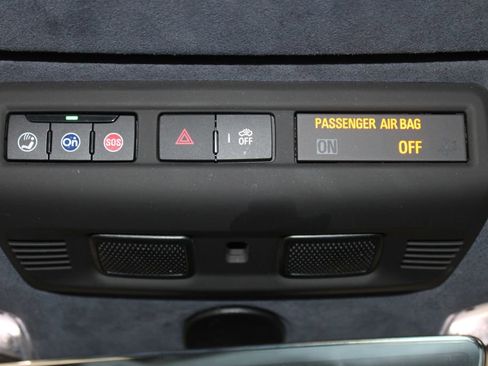 On
SOS
I
OFF
PASSENGER AIR BAG
ON OFF